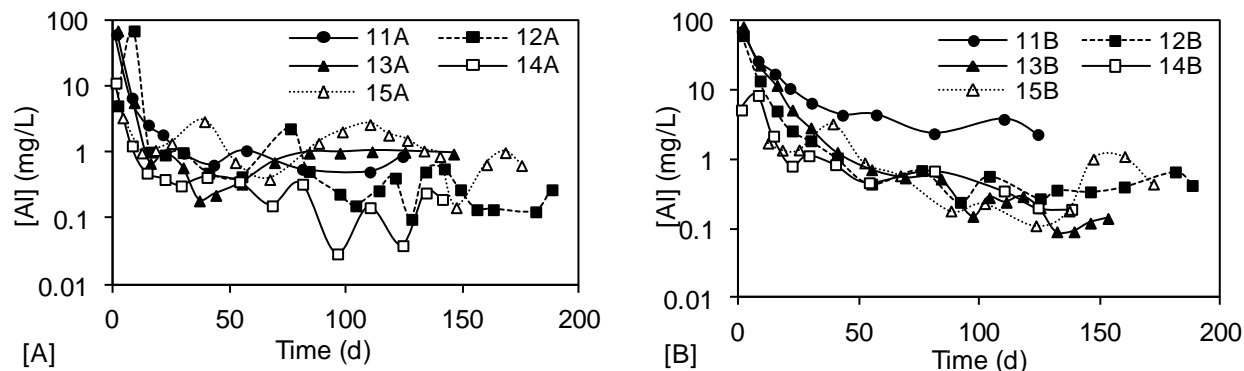 100
10
1
0.1
0.01
[Al] (mg/L)
11A 12A
13A 14A
15A
0 50 100 150 200
Time (d)
[A]
100
10
1
0.1
0.01
[Al] (mg/L)
11B 12B
13B 14B
15B
0 50 100 150 200
Time (d)
[B]